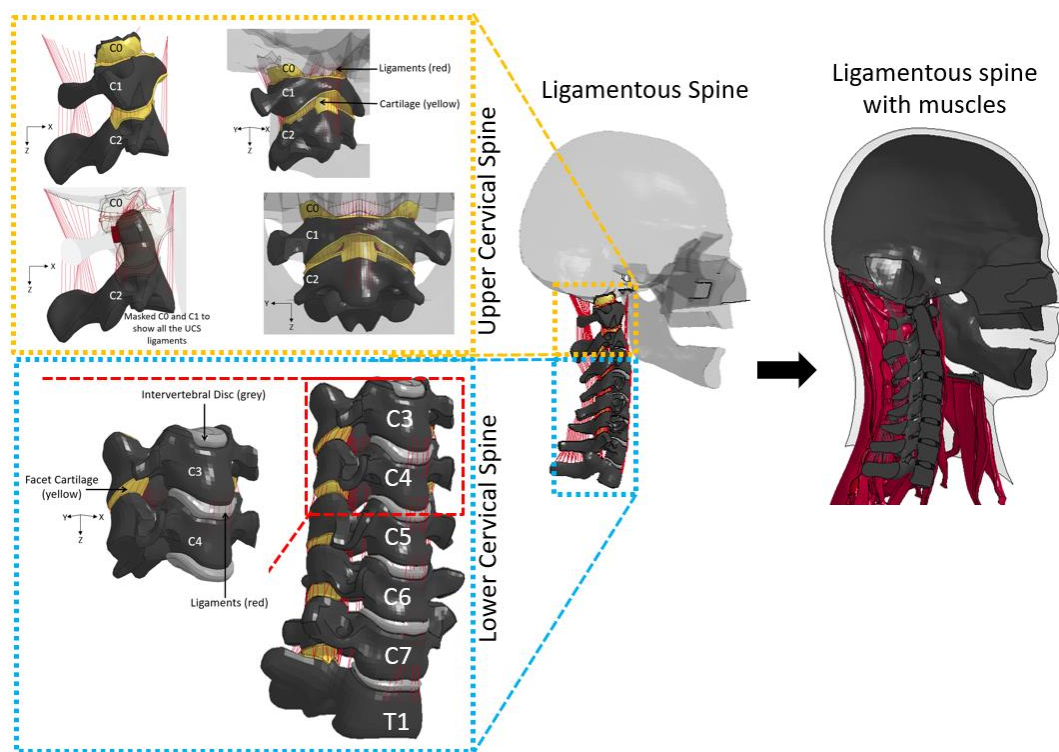 C0
C1
C2
X
Z
C0
C1
C2
Ligaments (red)
Cartilage (yellow)
Y
X
Z
C0
C2
X
Z
Masked C0 and C1 to
show all the UCS
ligaments
C0
C1
C2
Y
Z
Upper Cervical Spine
Ligamentous Spine
Ligamentous spine
with muscles
Intervertebral Disc (grey)
C3
Facet Cartilage
(yellow)
Y
X
Z
C4
Ligaments (red)
C3
C4
C5
C6
C7
T1
Lower Cervical Spine